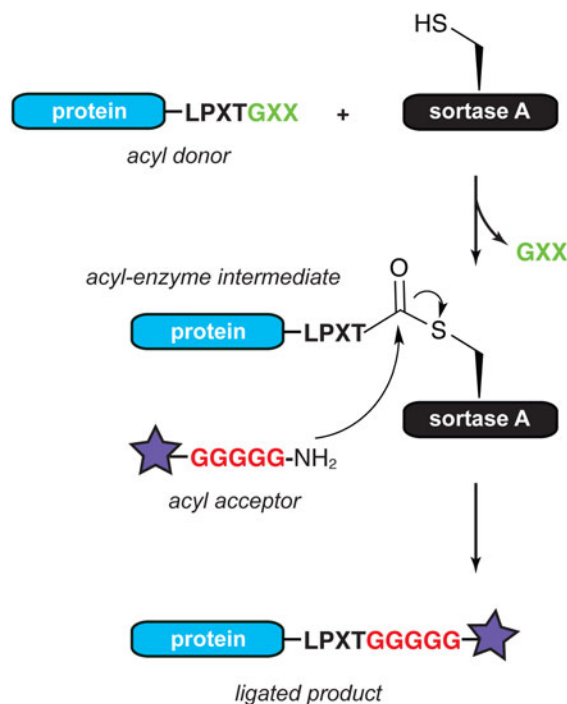 HS
protein
LPXTGXX
+
sortase A
acyl donor
GXX
acyl-enzyme intermediate
O
protein
LPXT
S
sortase A
GGGGG-NH₂
acyl acceptor
protein
LPXTGGGGG
ligated product